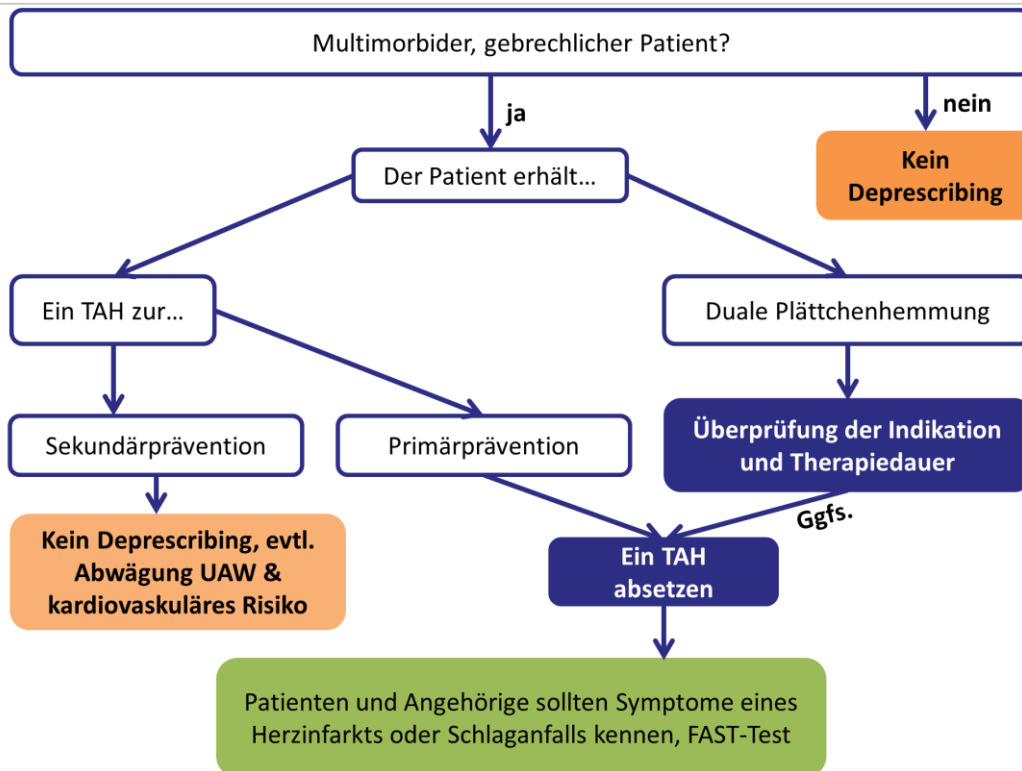 Multimorbider, gebrechlicher Patient?
ja
nein
Der Patient erhält...
Kein
Deprescribing
Ein TAH zur...
Duale Plättchenhemmung
Sekundärprävention
Primärprävention
Überprüfung der Indikation
und Therapiedauer
Ggfs.
Kein Deprescribing, evtl.
Abwägung UAW &
kardiovaskuläres Risiko
Ein TAH
absetzen
Patienten und Angehörige sollten Symptome eines
Herzinfarkts oder Schlaganfalls kennen, FAST-Test